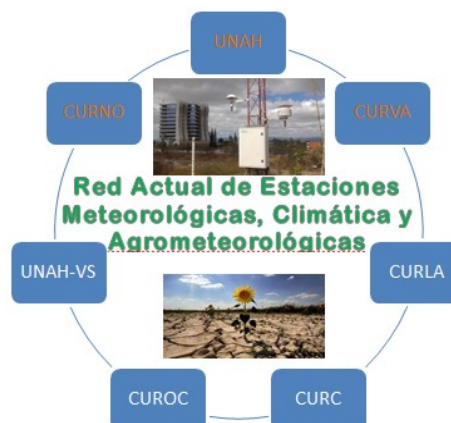 UNAH
CURNO
CURVA
Red Actual de Estaciones
Meteorológicas, Climática y
Agrometeorológicas
UNAH-VS
CURLA
CUROC
CURC